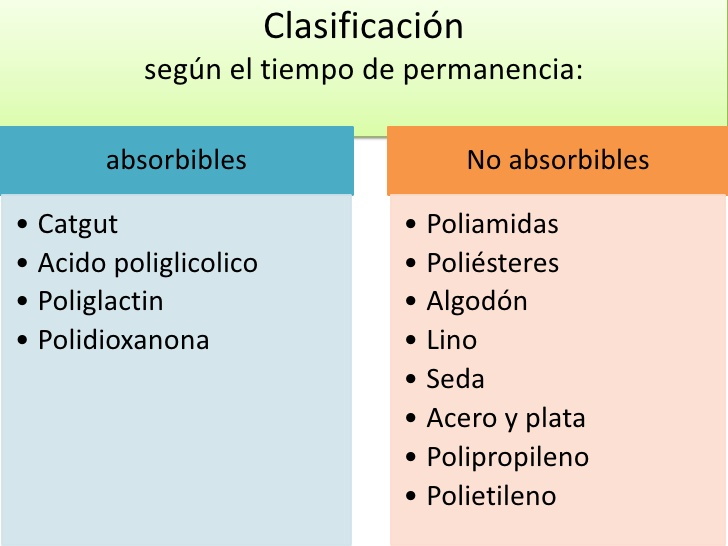 Clasificación
según el tiempo de permanencia:
absorbibles
• Catgut
• Acido poliglicolico
• Poliglactin
• Polidioxanona
No absorbibles
• Poliamidas
• Poliésteres
• Algodón
• Lino
• Seda
• Acero y plata
• Polipropileno
• Polietileno